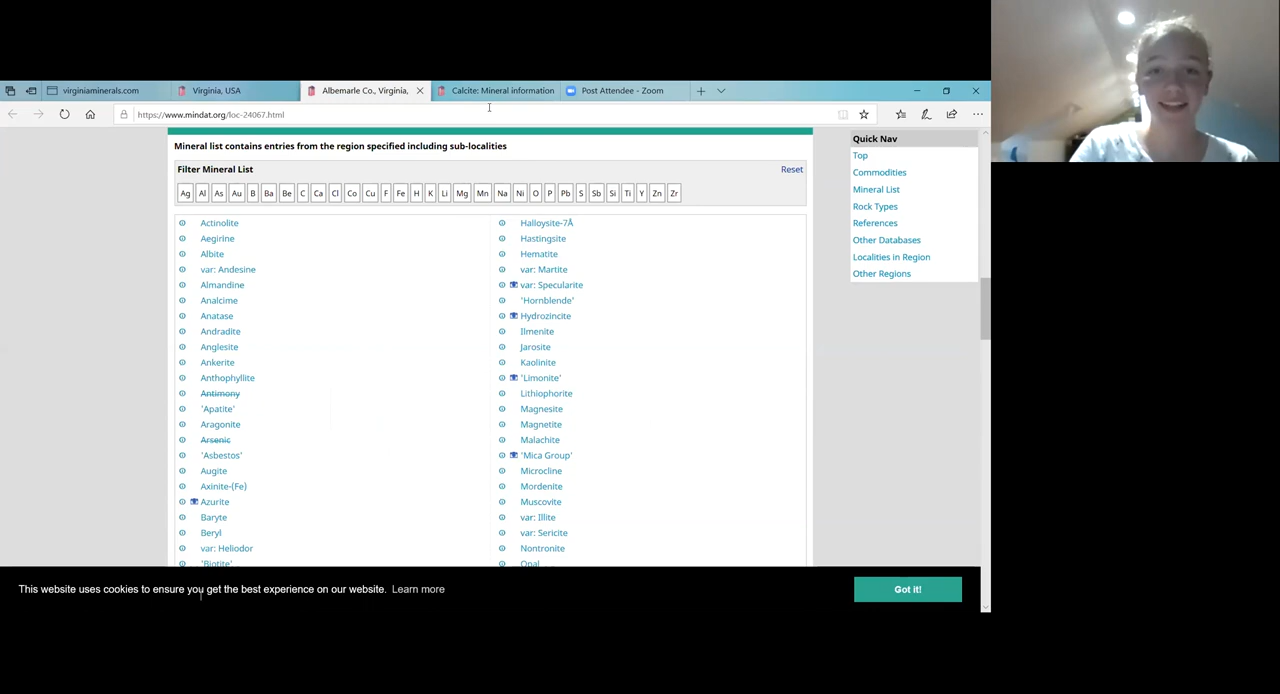 virginiaminerals.com
Virginia, USA
Albemarle Co., Virginia,
Calcite: Mineral information
Post Attendee - Zoom
https://www.mindat.org/loc-24067.html
Mineral list contains entries from the region specified including sub-localities
Filter Mineral List
Reset
Ag Al As Au B Ba Be C Ca Cl Co Cu F Fe H K Li Mg Mn Na Ni O P Pb S Sb Si Ti Y Zn Zr
Actinolite
Aegirine
Albite
var: Andesine
Almandine
Analcime
Anatase
Andradite
Anglesite
Ankerite
Anthophyllite
Antimony
'Apatite'
Aragonite
Arsenic
'Asbestos'
Augite
Axinite-(Fe)
Azurite
Baryte
Beryl
var: Heliodor
'Biotite'
Halloysite-7Å
Hastingsite
Hematite
var: Martite
var: Specularite
'Hornblende'
Hydrozincite
Ilmenite
Jarosite
Kaolinite
'Limonite'
Lithiophorite
Magnesite
Magnetite
Malachite
'Mica Group'
Microcline
Mordenite
Muscovite
var: Illite
var: Sericite
Nontronite
Opal
Quick Nav
Top
Commodities
Mineral List
Rock Types
References
Other Databases
Localities in Region
Other Regions
This website uses cookies to ensure you get the best experience on our website. Learn more
Got it!